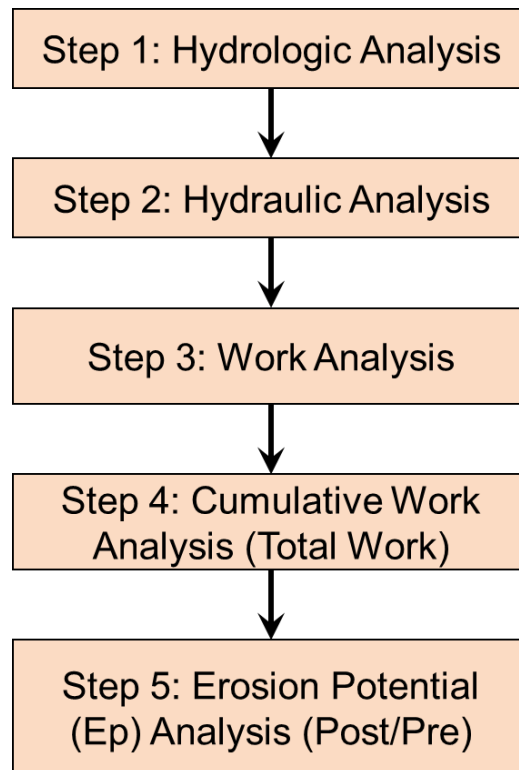 Step 1: Hydrologic Analysis
Step 2: Hydraulic Analysis
Step 3: Work Analysis
Step 4: Cumulative Work
Analysis (Total Work)
Step 5: Erosion Potential
(Ep) Analysis (Post/Pre)